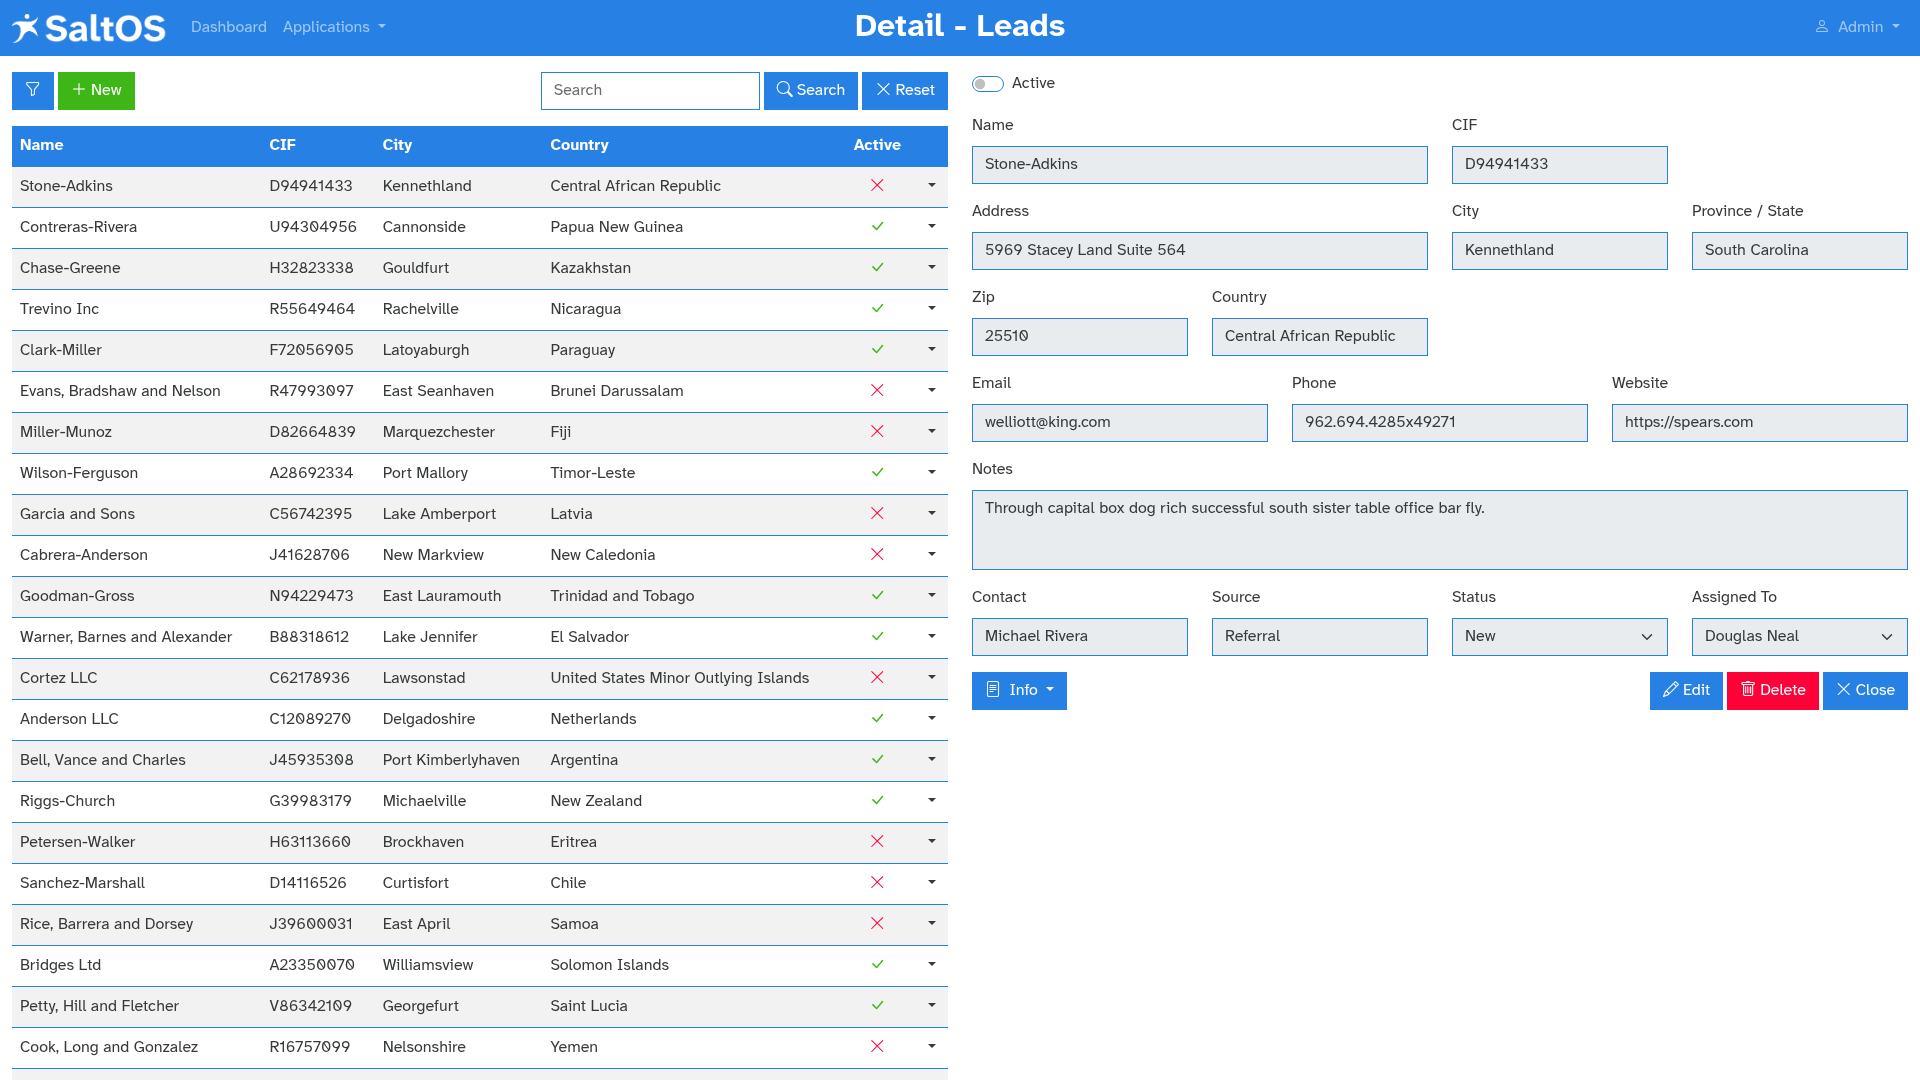 SaltOS Dashboard Applications Detail - Leads Admin
New Search Search Reset
Name CIF City Country Active
Stone-Adkins D94941433 Kennethland Central African Republic
Contreras-Rivera U94304956 Cannonside Papua New Guinea
Chase-Greene H32823338 Gouldfurt Kazakhstan
Trevino Inc R55649464 Rachelville Nicaragua
Clark-Miller F72056905 Latoyaburgh Paraguay
Evans, Bradshaw and Nelson R47993097 East Seanhaven Brunei Darussalam
Miller-Munoz D82664839 Marquezchester Fiji
Wilson-Ferguson A28692334 Port Mallory Timor-Leste
Garcia and Sons C56742395 Lake Amberport Latvia
Cabrera-Anderson J41628706 New Markview New Caledonia
Goodman-Gross N94229473 East Lauramouth Trinidad and Tobago
Warner, Barnes and Alexander B88318612 Lake Jennifer El Salvador
Cortez LLC C62178936 Lawsonstad United States Minor Outlying Islands
Anderson LLC C12089270 Delgadoshire Netherlands
Bell, Vance and Charles J45935308 Port Kimberlyhaven Argentina
Riggs-Church G39983179 Michaelville New Zealand
Petersen-Walker H63113660 Brockhaven Eritrea
Sanchez-Marshall D14116526 Curtisfort Chile
Rice, Barrera and Dorsey J39600031 East April Samoa
Bridges Ltd A23350070 Williamsview Solomon Islands
Petty, Hill and Fletcher V86342109 Georgefurt Saint Lucia
Cook, Long and Gonzalez R16757099 Nelsonshire Yemen
Active
Name CIF
Stone-Adkins D94941433
Address City Province / State
5969 Stacey Land Suite 564 Kennethland South Carolina
Zip Country
25510 Central African Republic
Email Phone Website
welliott@king.com 962.694.4285x49271 https://spears.com
Notes
Through capital box dog rich successful south sister table office bar fly.
Contact Source Status Assigned To
Michael Rivera Referral New Douglas Neal
Info Edit Delete Close